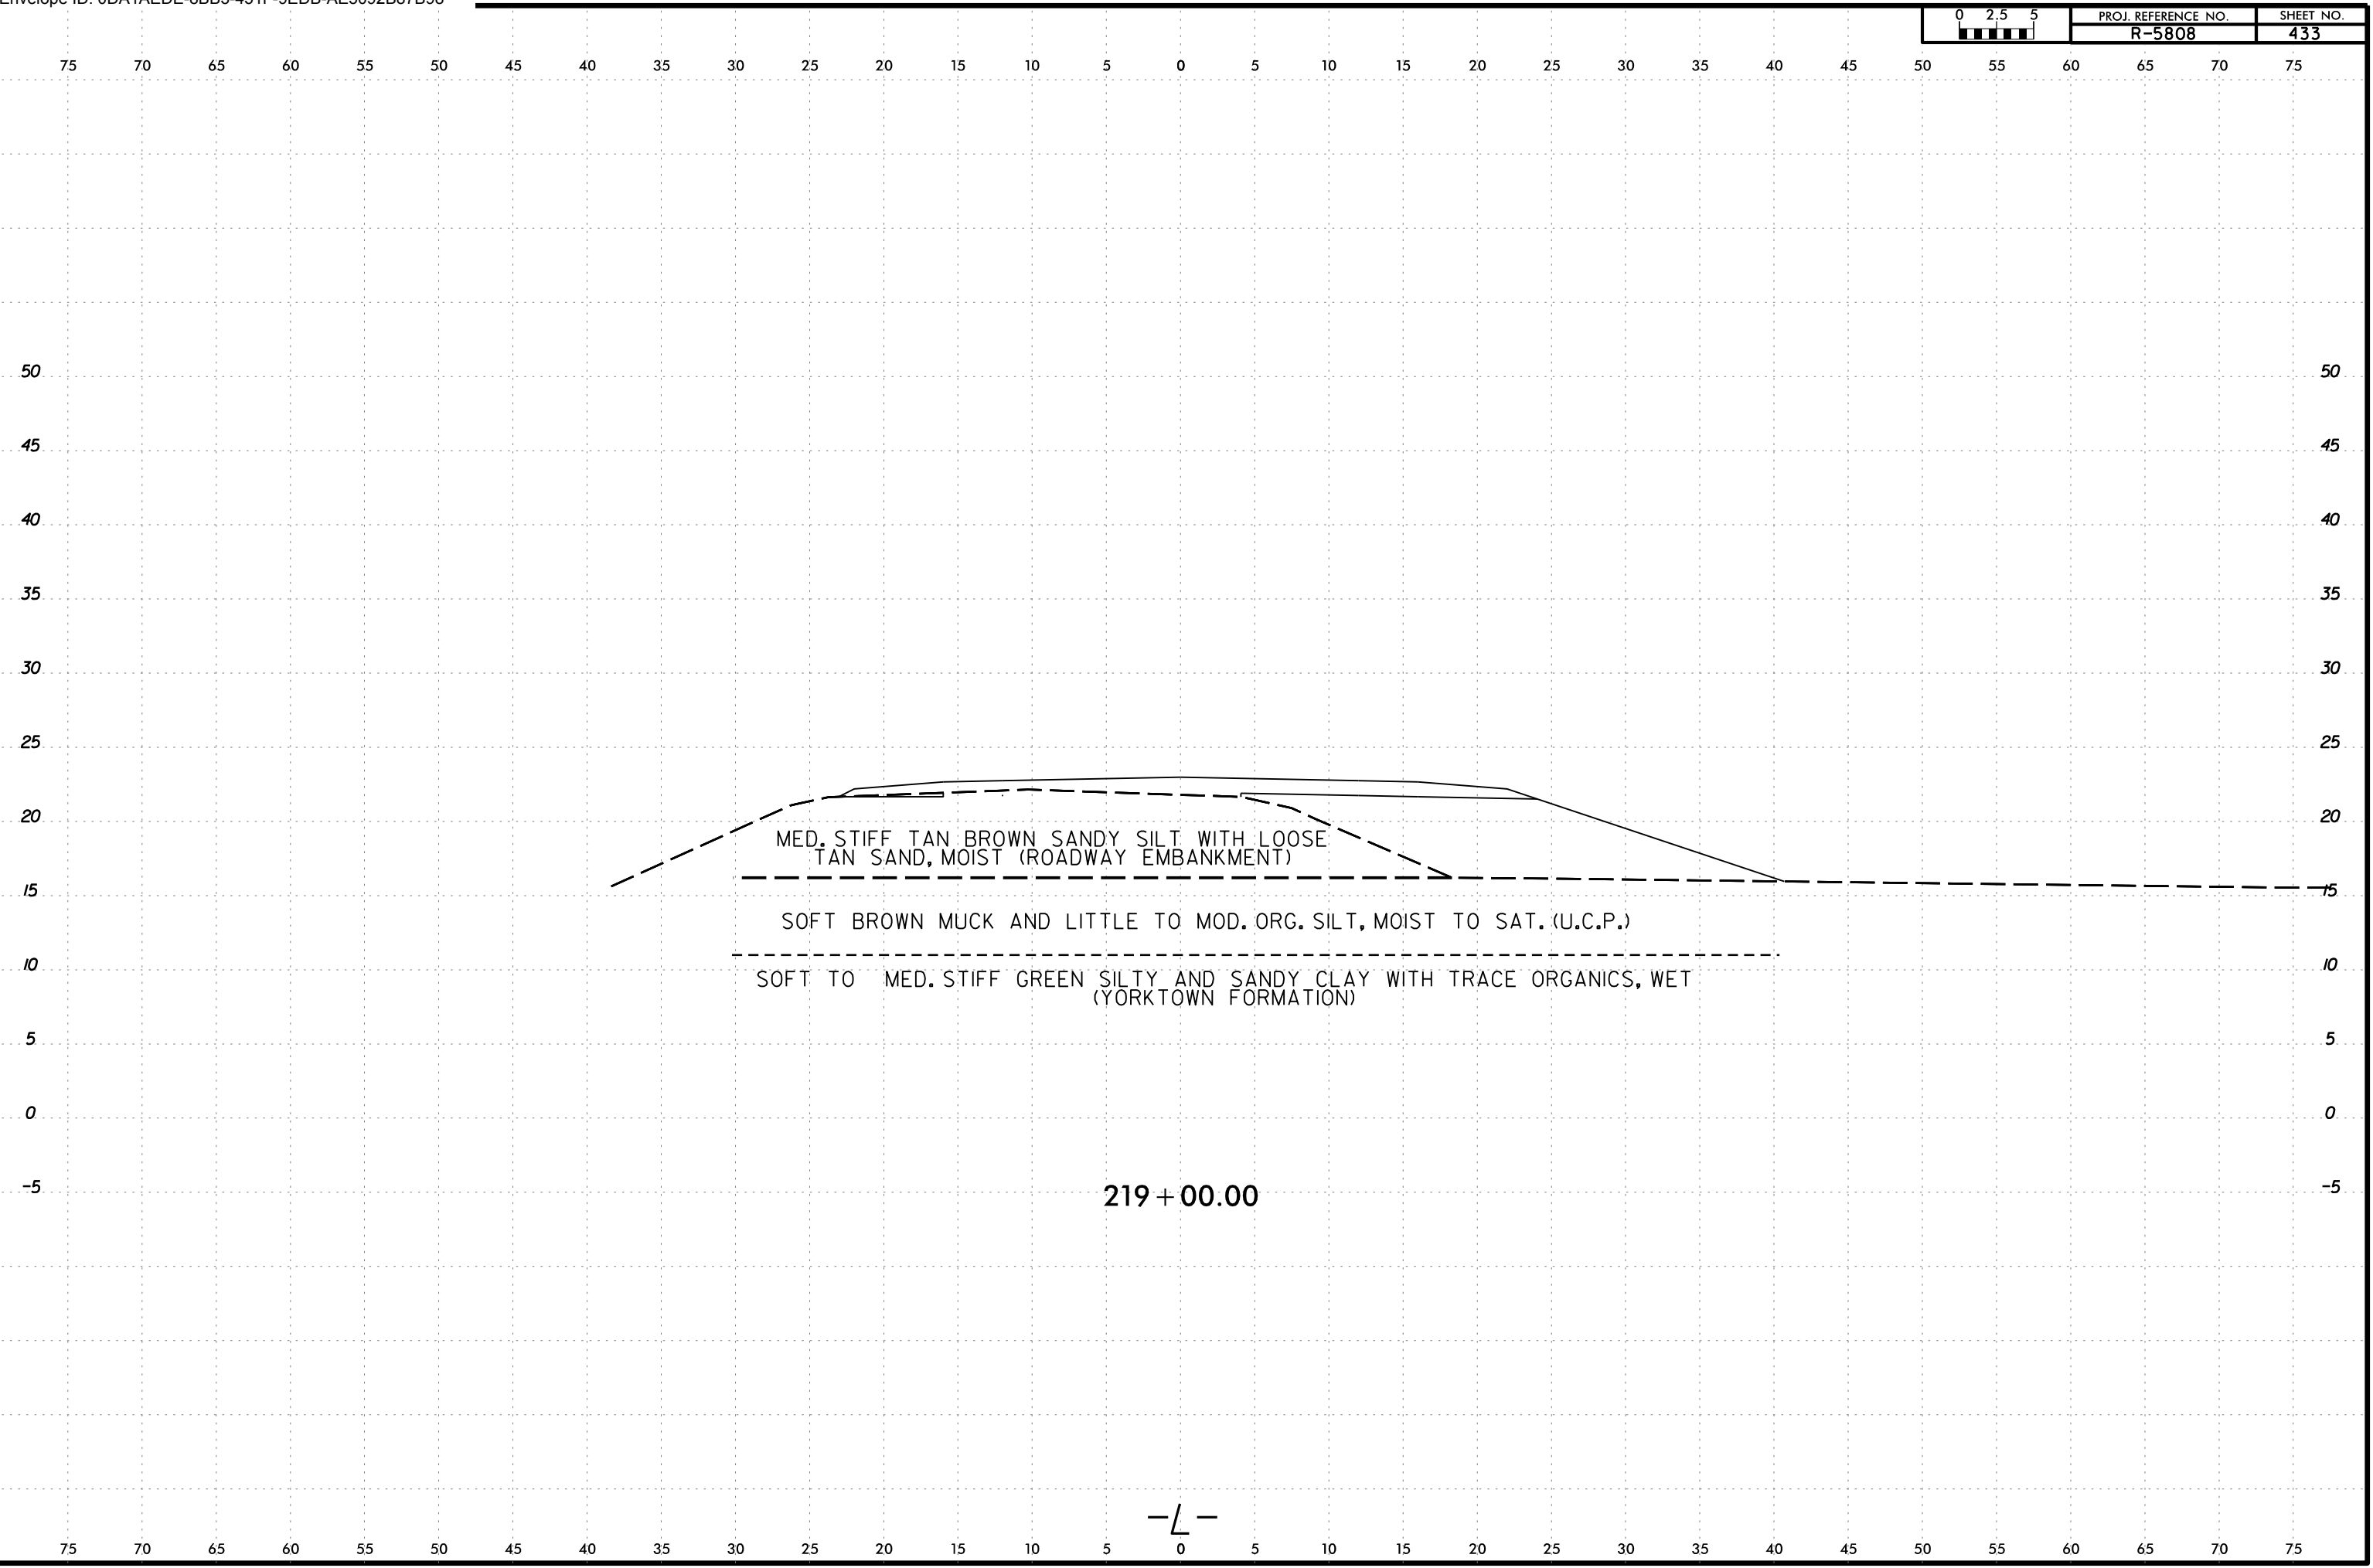 Envelope ID:
0 2.5 5
PROJ. REFERENCE NO.
SHEET NO.
R-5808
433
75 70 65 60 55 50 45 40 35 30 25 20 15 10 5 0 5 10 15 20 25 30 35 40 45 50 55 60 65 70 75
50 50
45 45
40 40
35 35
30 30
25 25
20 20
MED. STIFF TAN BROWN SANDY SILT WITH LOOSE
TAN SAND, MOIST (ROADWAY EMBANKMENT)
15 15
SOFT BROWN MUCK AND LITTLE TO MOD. ORG. SILT, MOIST TO SAT. (U.C.P.)
10 10
SOFT TO MED. STIFF GREEN SILTY AND SANDY CLAY WITH TRACE ORGANICS, WET
(YORKTOWN FORMATION)
5 5
0 0
-5 -5
219+00.00
-L-
75 70 65 60 55 50 45 40 35 30 25 20 15 10 5 0 5 10 15 20 25 30 35 40 45 50 55 60 65 70 75